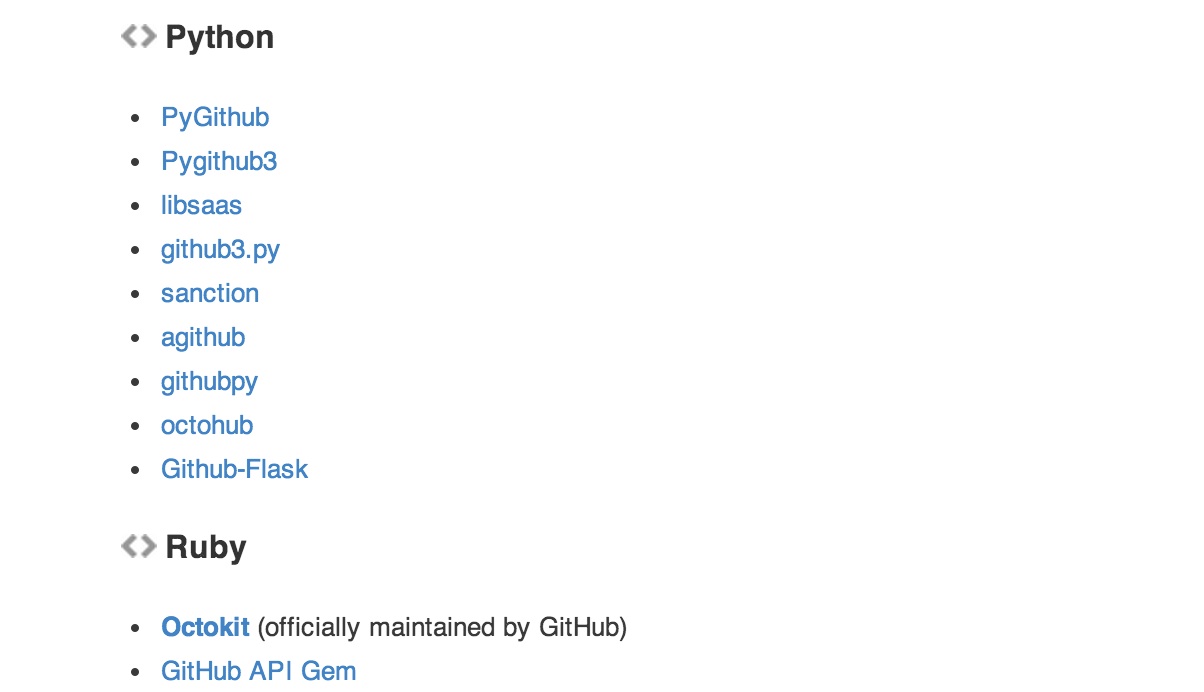 Python
PyGithub
Pygithub3
libsaas
github3.py
sanction
agithub
githubpy
octohub
Github-Flask
Ruby
Octokit (officially maintained by GitHub)
GitHub API Gem